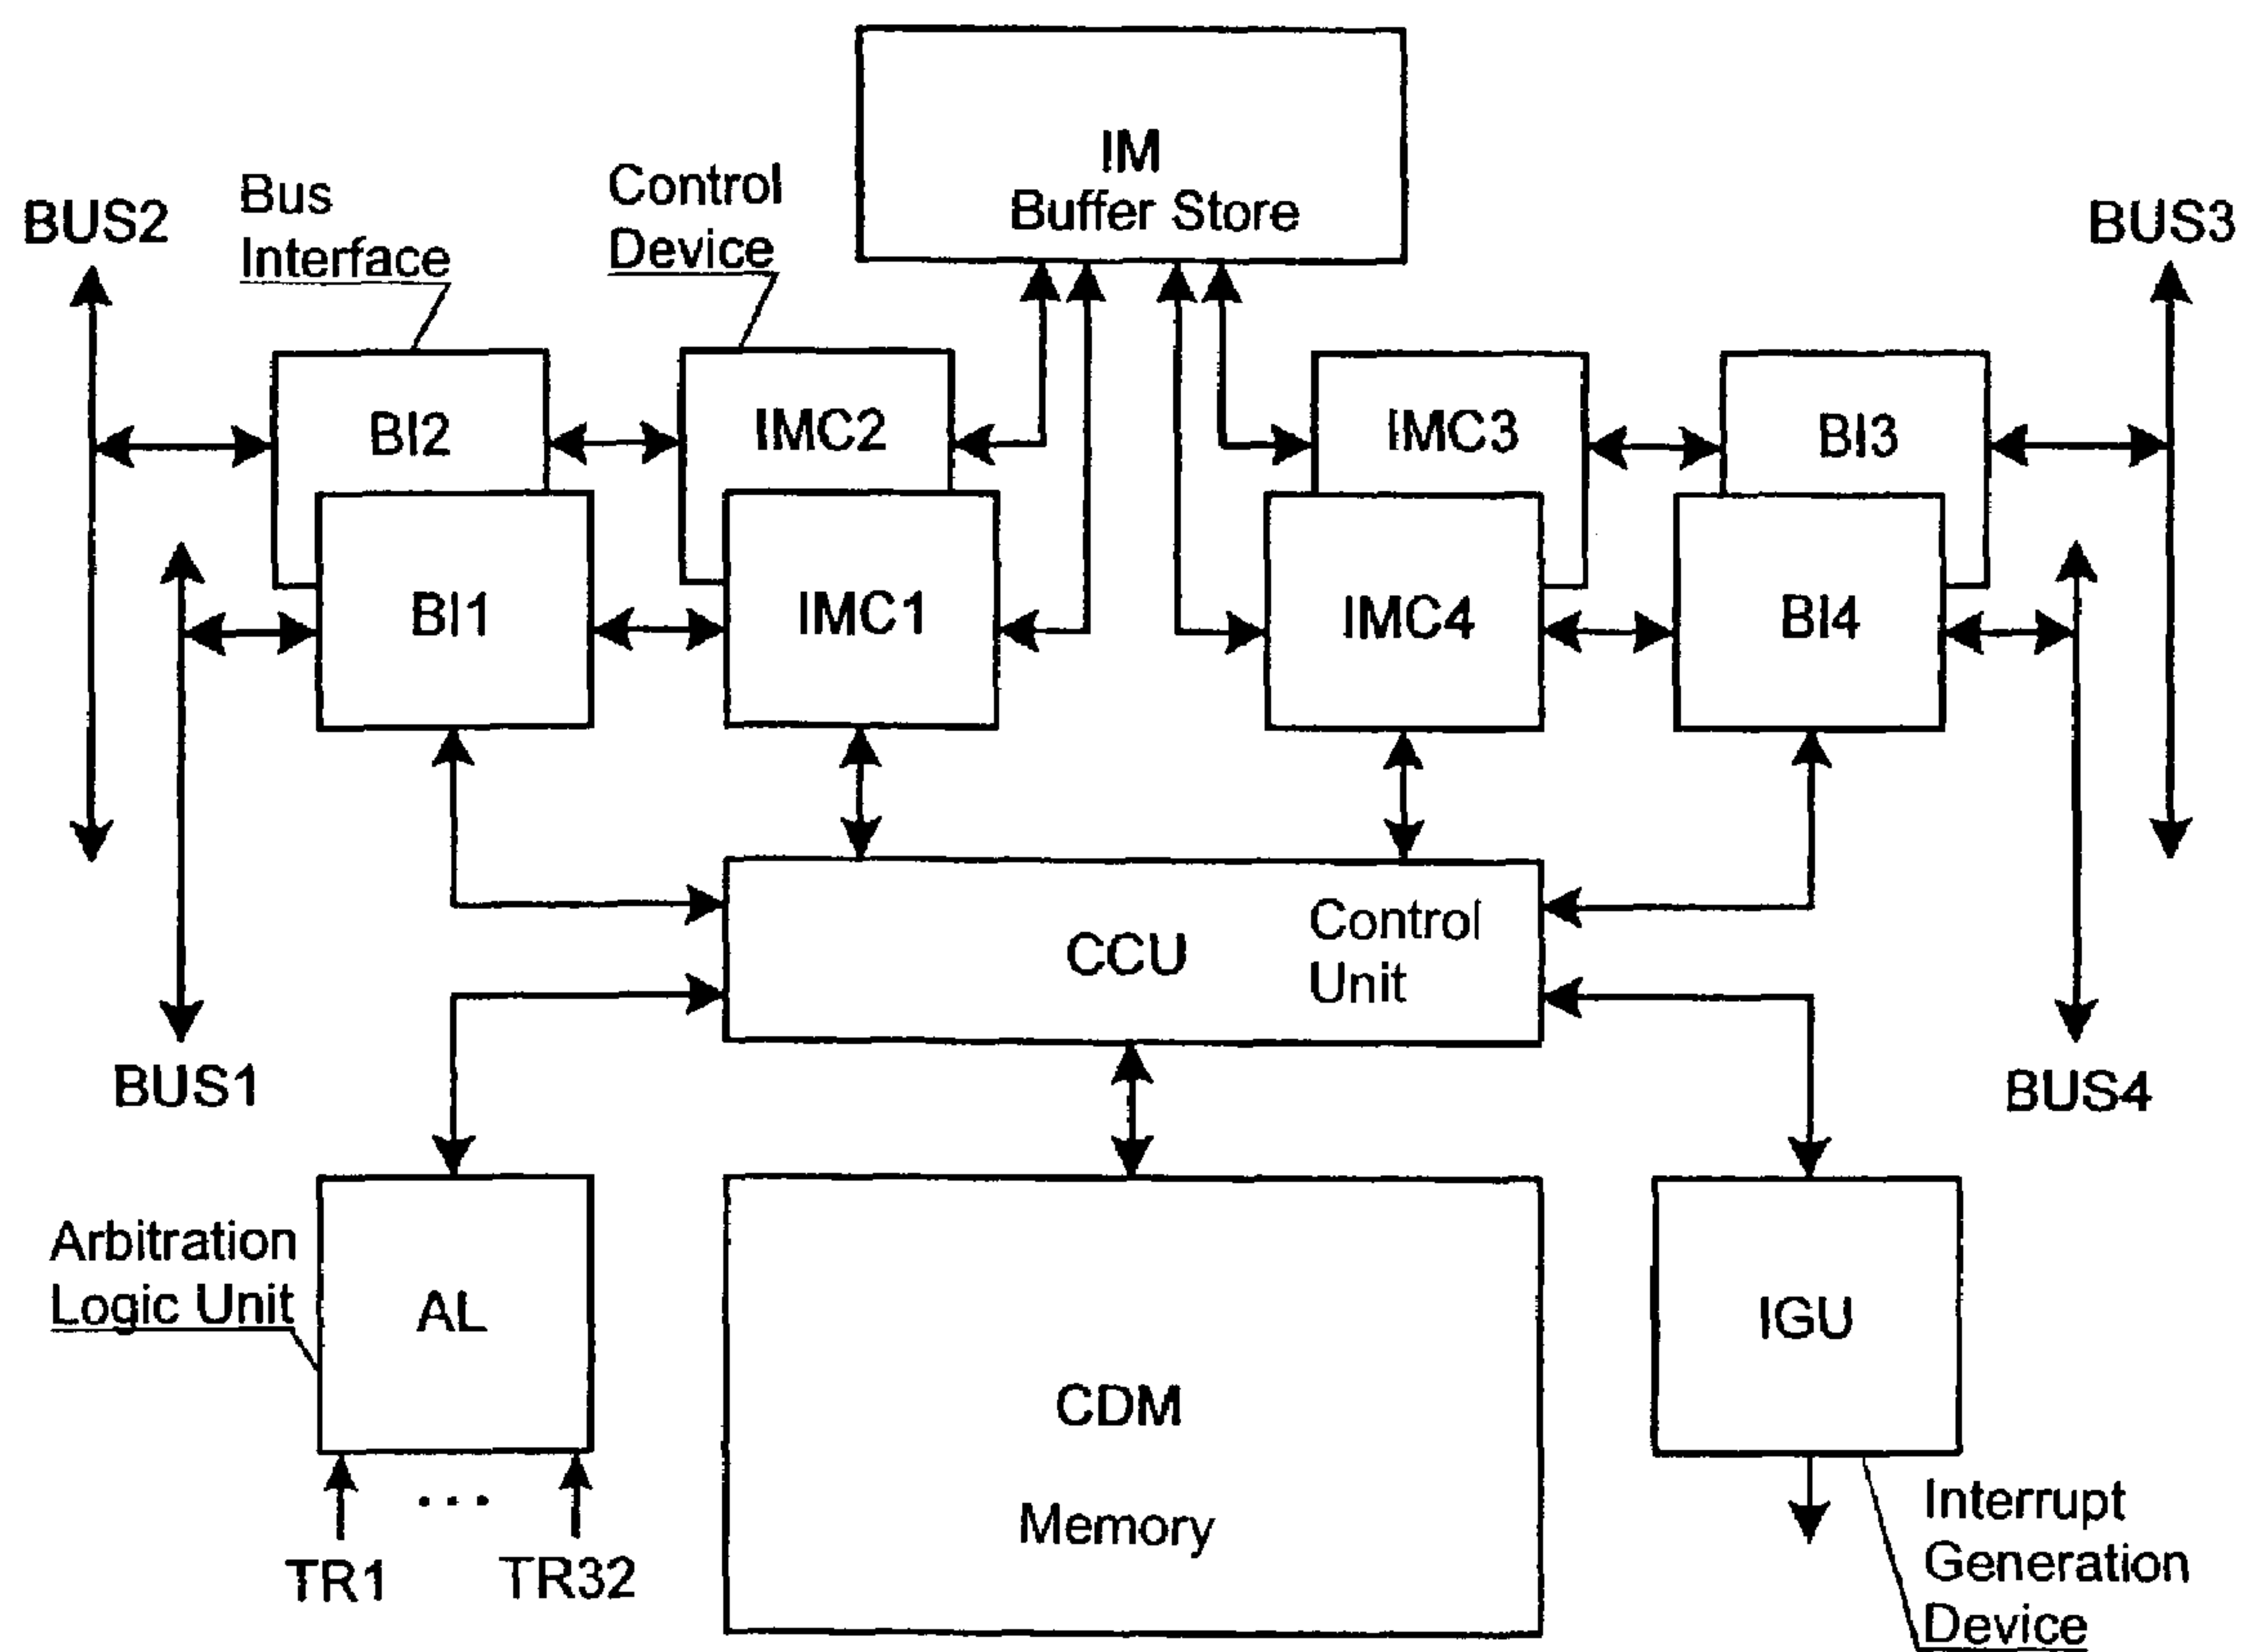 IM
Buffer Store
Control
Device
Bus
Interface
BUS2
BUS3
BI2
IMC2
IMC3
BI3
BI1
IMC1
IMC4
BI4
CCU
Control
Unit
BUS1
BUS4
Arbitration
Logic Unit
AL
IGU
CDM
Memory
TR1
...
TR32
Interrupt
Generation
Device